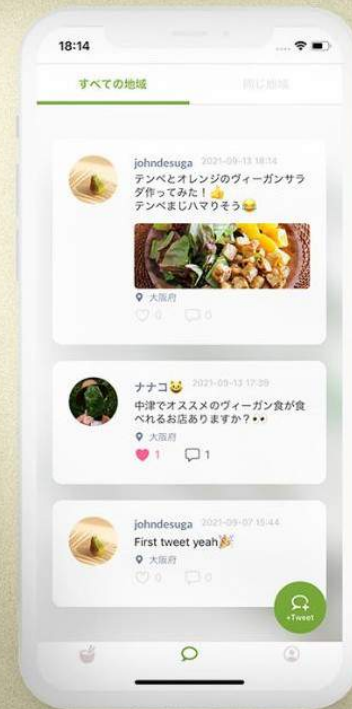 18:14
すべての地域
同じ地域
johndesuga 2021-09-13 18:14
テンペとオレンジのヴィーガンサラ
ダ作ってみた！👍
テンペまじハマりそう😂
大阪府
0 0
ナナコ😺 2021-09-13 17:39
中津でオススメのヴィーガン食が食
べれるお店ありますか？👀
大阪府
1 1
johndesuga 2021-09-07 15:44
First tweet yeah🎉
大阪府
0 0
+Tweet